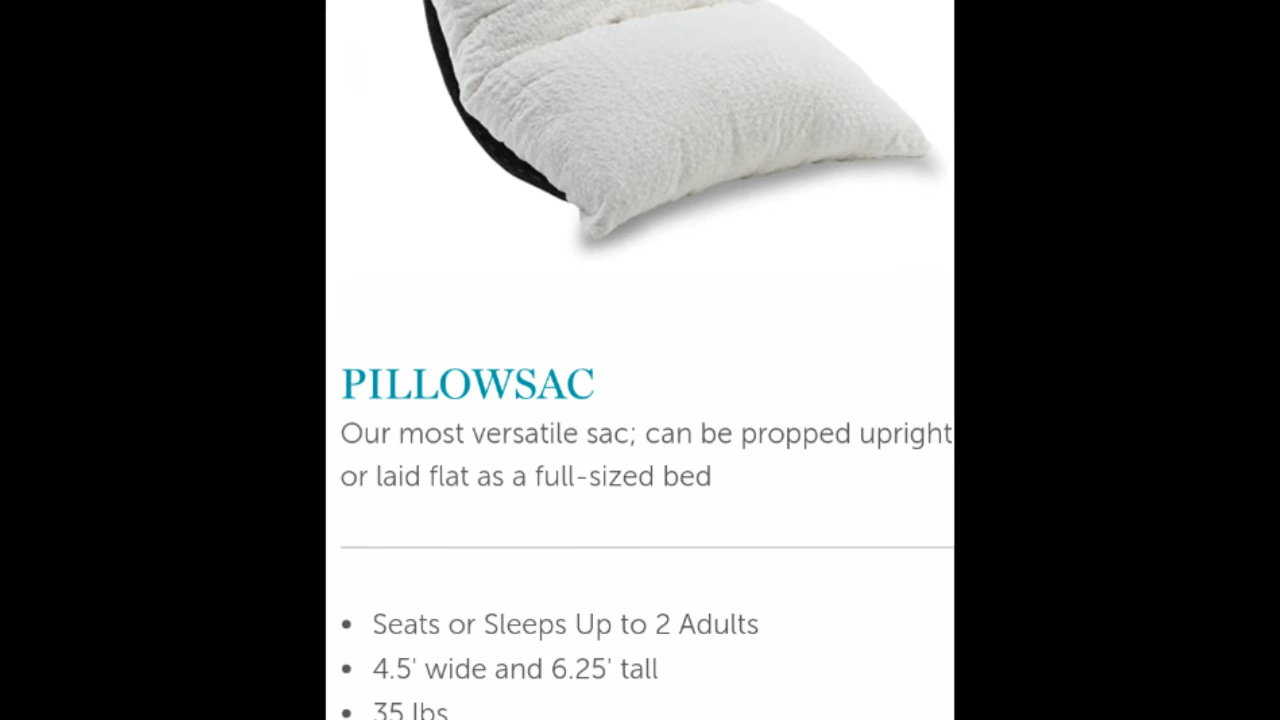 PILLOWSAC
Our most versatile sac; can be propped upright
or laid flat as a full-sized bed
• Seats or Sleeps Up to 2 Adults
• 4.5' wide and 6.25' tall
• 35 lbs